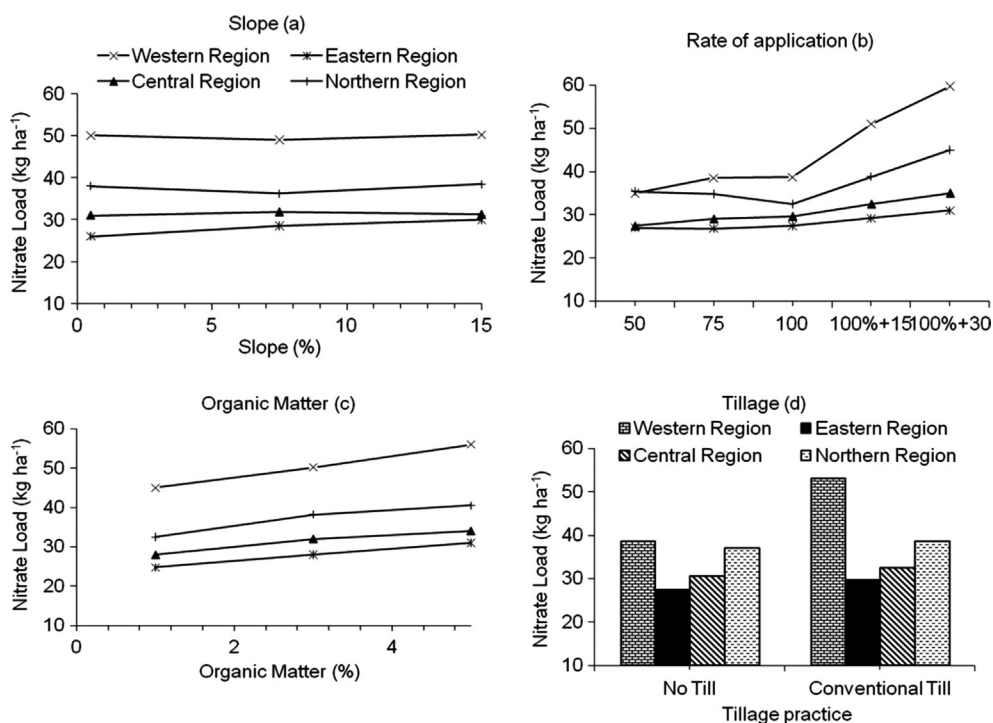 Slope (a)
Western Region
Eastern Region
Central Region
Northern Region
Nitrate Load (kg ha⁻¹)
60
50
40
30
20
10
0
5
10
15
Slope (%)
Rate of application (b)
Nitrate Load (kg ha⁻¹)
60
50
40
30
20
10
50
75
100
100%+15
100%+30
Organic Matter (c)
Nitrate Load (kg ha⁻¹)
60
50
40
30
20
10
2
4
Organic Matter (%)
Tillage (d)
Western Region
Eastern Region
Central Region
Northern Region
Nitrate Load (kg ha⁻¹)
60
50
40
30
20
10
No Till
Conventional Till
Tillage practice